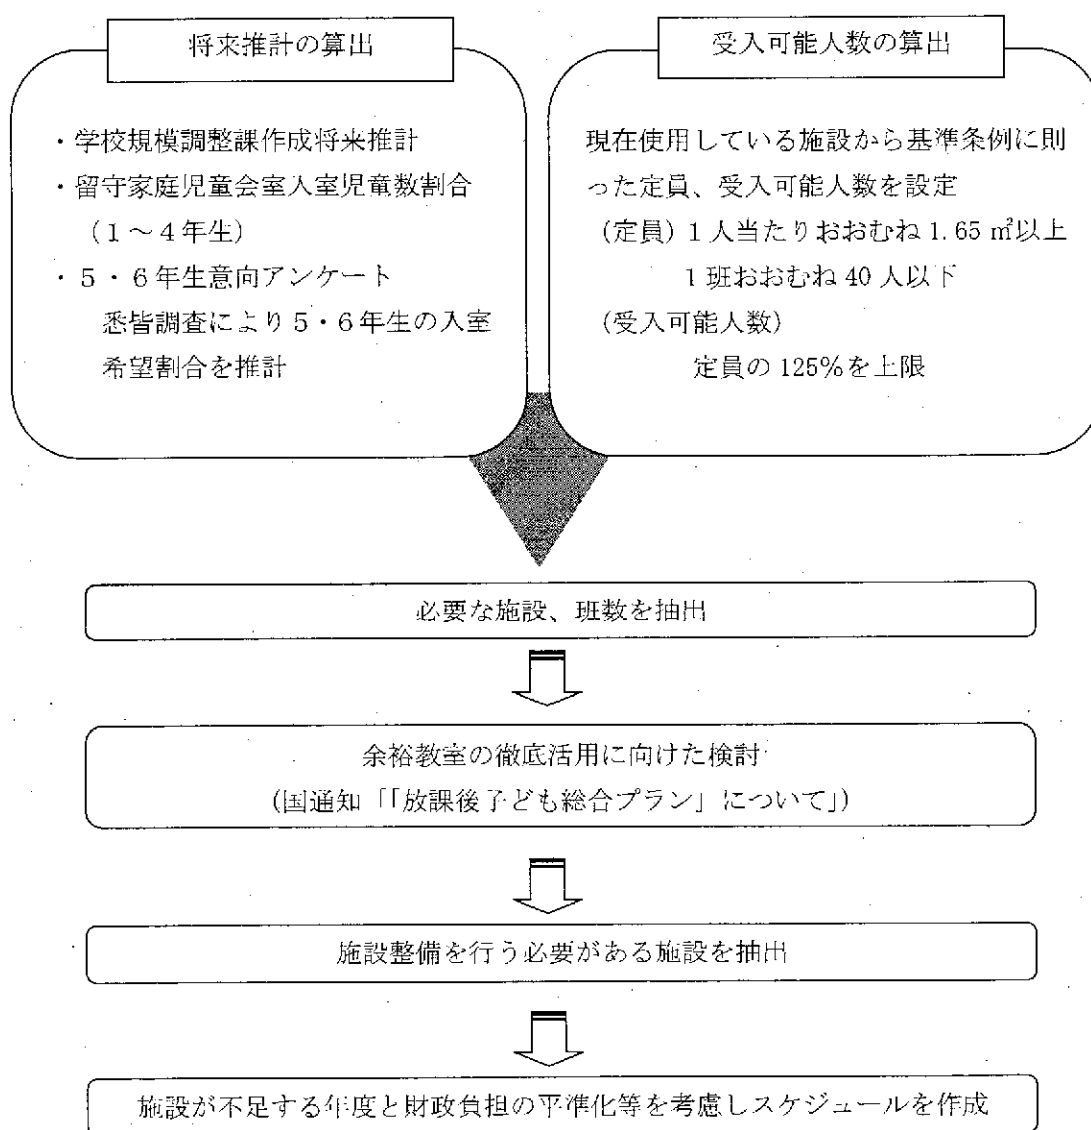 将来推計の算出
・学校規模調整課作成将来推計
・留守家庭児童会室入室児童数割合
（１～４年生）
・５・６年生意向アンケート
悉皆調査により５・６年生の入室
希望割合を推計
受入可能人数の算出
現在使用している施設から基準条例に則
った定員、受入可能人数を設定
(定員) 1人当たりおおむね 1.65 ㎡以上
1班おおむね 40 人以下
(受入可能人数)
定員の 125%を上限
必要な施設、班数を抽出
余裕教室の徹底活用に向けた検討
(国通知「「放課後子ども総合プラン」について」)
施設整備を行う必要がある施設を抽出
施設が不足する年度と財政負担の平準化等を考慮しスケジュールを作成